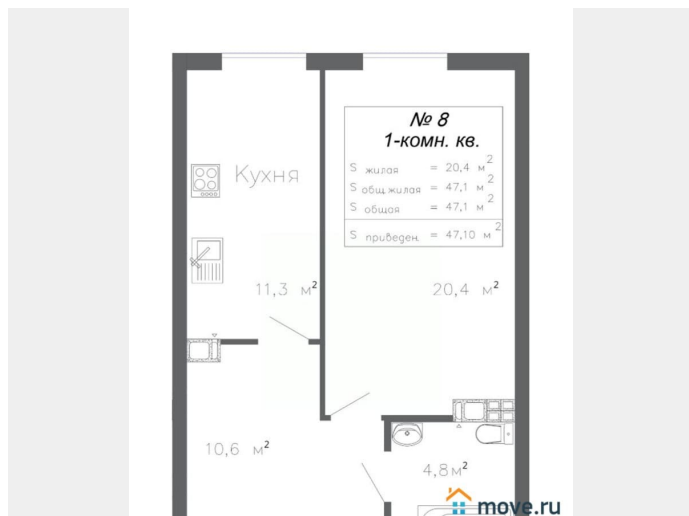 № 8
1-комн. кв.
S жилая = 20,4 м²
S общ.жилая = 47,1 м²
S общая = 47,1 м²
S приведен. = 47,10 м²
Кухня
11,3 м²
20,4 м²
10,6 м²
4,8м²
move.ru